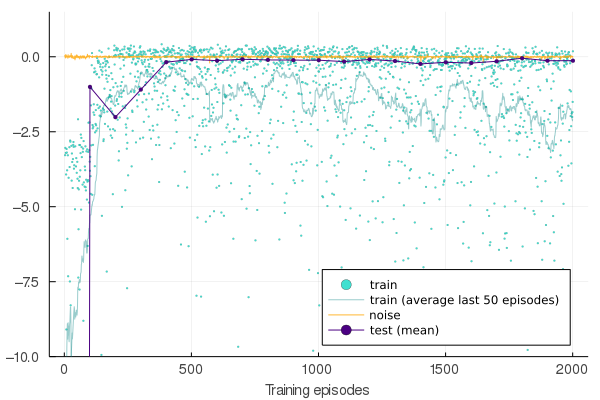 0.0
−2.5
−5.0
−7.5
−10.0
0
500
1000
1500
2000
Training episodes
train
train (average last 50 episodes)
noise
test (mean)